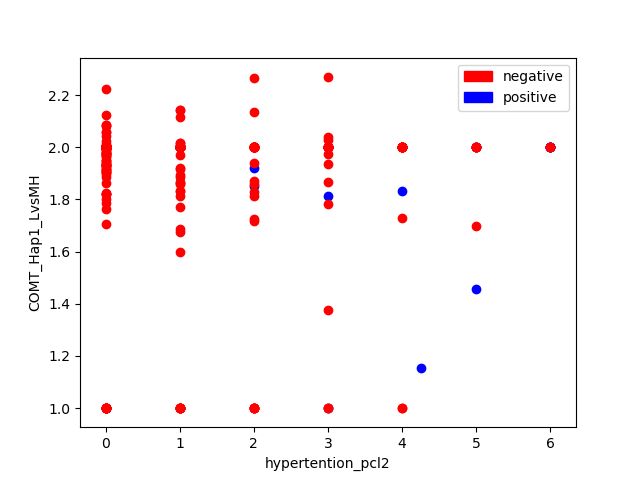 negative
positive
2.2
2.0
1.8
1.6
1.4
1.2
1.0
COMT_Hap1_LvsMH
0 1 2 3 4 5 6
hypertention_pcl2